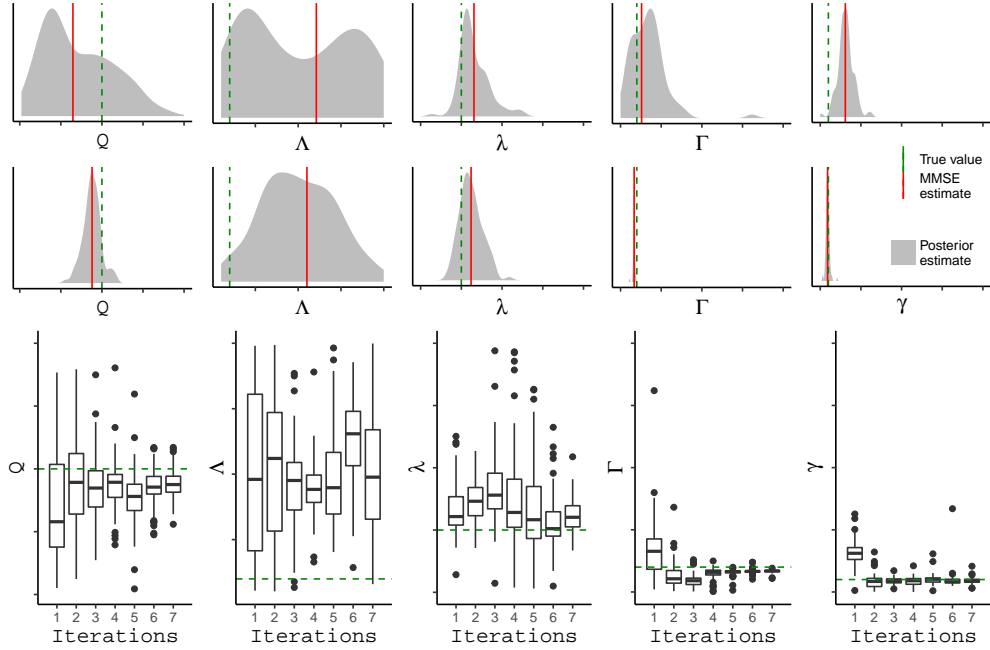 Q Λ λ Γ
True value
MMSE
estimate
Posterior
estimate
Q Λ λ Γ γ
Q Λ λ Γ γ
1 2 3 4 5 6 7 1 2 3 4 5 6 7 1 2 3 4 5 6 7 1 2 3 4 5 6 7 1 2 3 4 5 6 7
Iterations Iterations Iterations Iterations Iterations